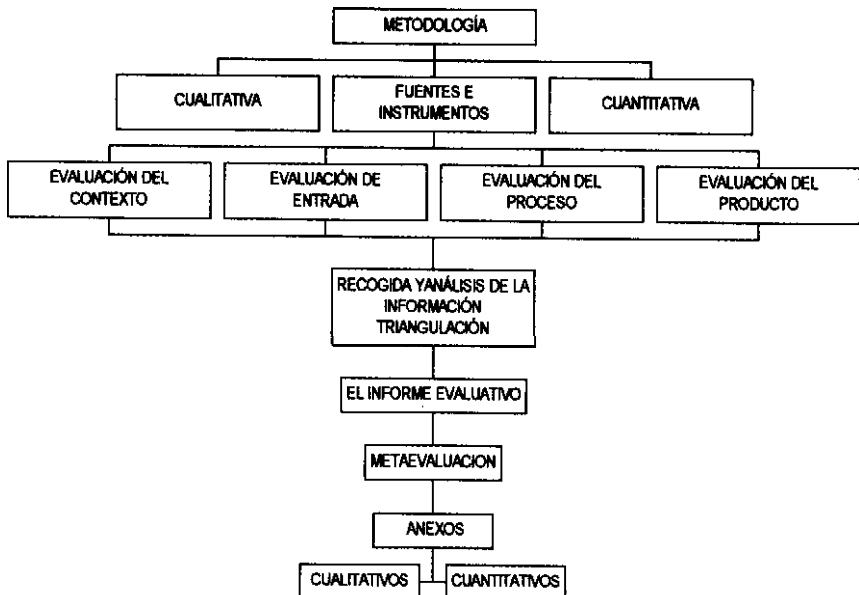 METODOLOGÍA
CUALITATIVA
FUENTES E
INSTRUMENTOS
CUANTITATIVA
EVALUACIÓN DEL
CONTEXTO
EVALUACIÓN DE
ENTRADA
EVALUACIÓN DEL
PROCESO
EVALUACIÓN DEL
PRODUCTO
RECOGIDA YANÁLISIS DE LA
INFORMACIÓN
TRIANGULACIÓN
EL INFORME EVALUATIVO
METAEVALUACION
ANEXOS
CUALITATIVOS
CUANTITATIVOS